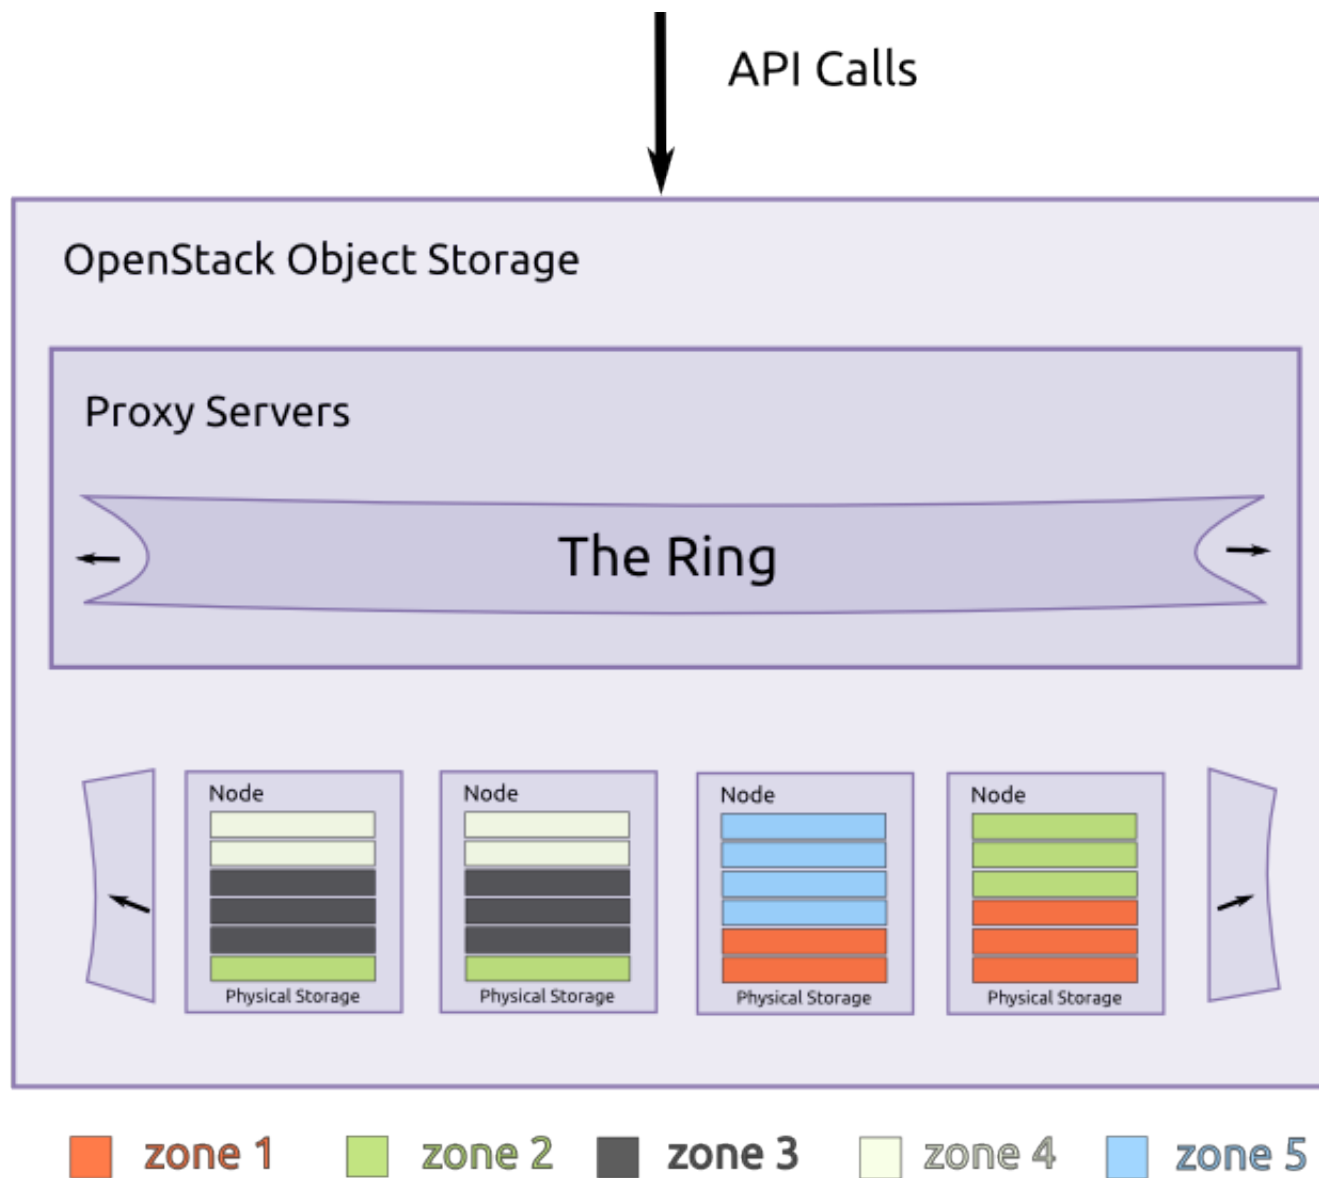 API Calls
OpenStack Object Storage
Proxy Servers
The Ring
Node
Physical Storage
Node
Physical Storage
Node
Physical Storage
Node
Physical Storage
zone 1
zone 2
zone 3
zone 4
zone 5